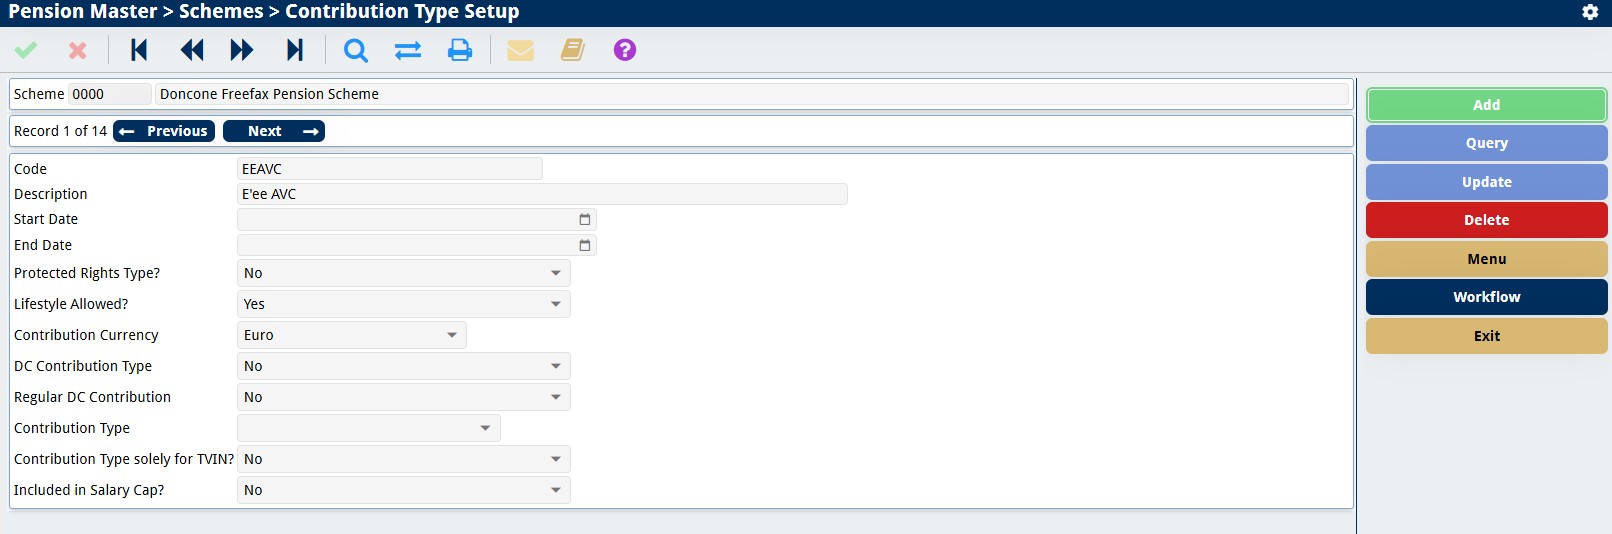 Pension Master > Schemes > Contribution Type Setup
?
Scheme 0000 Doncone Freefax Pension Scheme
Record 1 of 14 Previous Next
Code EEAVC
Description E'ee AVC
Start Date
End Date
Protected Rights Type? No
Lifestyle Allowed? Yes
Contribution Currency Euro
DC Contribution Type No
Regular DC Contribution No
Contribution Type
Contribution Type solely for TVIN? No
Included in Salary Cap? No
Add
Query
Update
Delete
Menu
Workflow
Exit